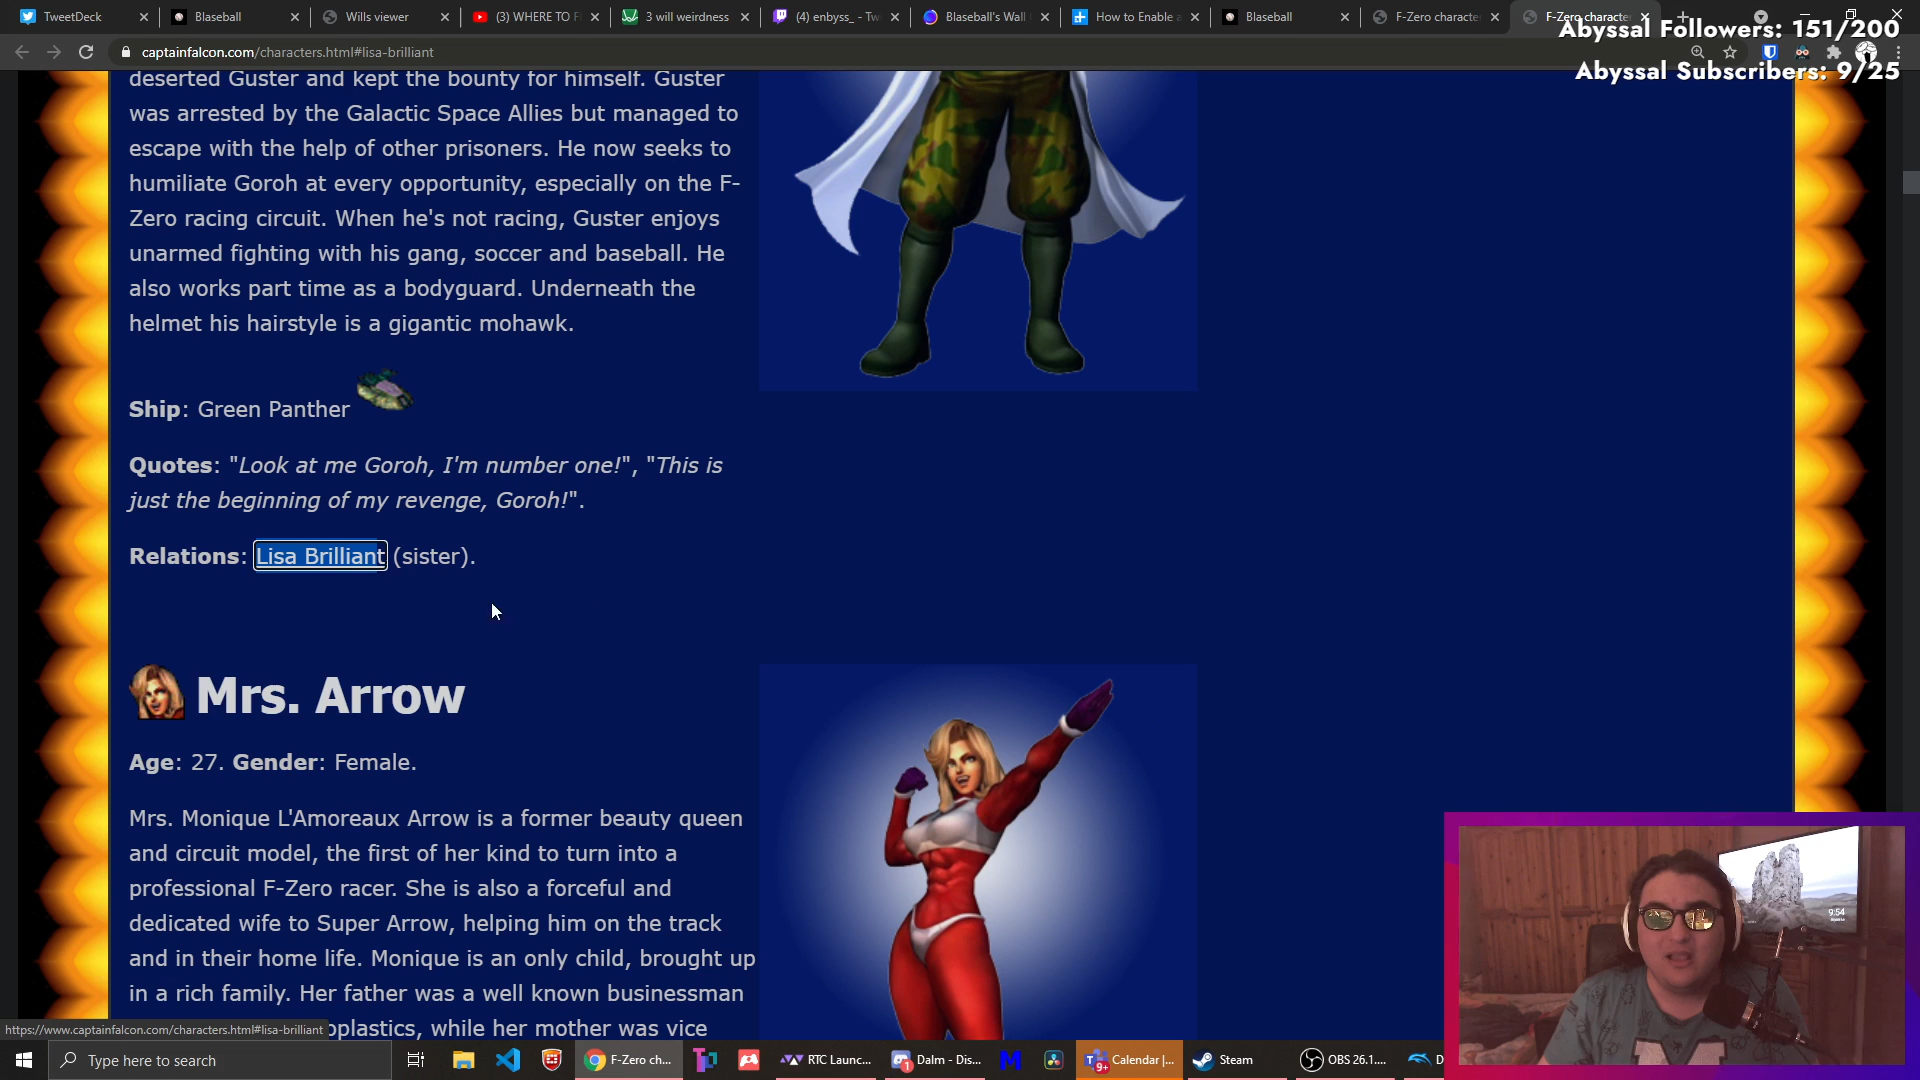 TweetDeck
Blaseball
Wills viewer
(3) WHERE TO F
3 will weirdness
(4) enbyss_ - Tw
Blaseball's Wall
How to Enable a
Blaseball
F-Zero characte
F-Zero characte
Abyssal Followers: 151/200
captainfalcon.com/characters.html#lisa-brilliant
Abyssal Subscribers: 9/25
deserted Guster and kept the bounty for himself. Guster
was arrested by the Galactic Space Allies but managed to
escape with the help of other prisoners. He now seeks to
humiliate Goroh at every opportunity, especially on the F-
Zero racing circuit. When he's not racing, Guster enjoys
unarmed fighting with his gang, soccer and baseball. He
also works part time as a bodyguard. Underneath the
helmet his hairstyle is a gigantic mohawk.
Ship: Green Panther
Quotes: "Look at me Goroh, I'm number one!", "This is
just the beginning of my revenge, Goroh!".
Relations: Lisa Brilliant (sister).
Mrs. Arrow
Age: 27. Gender: Female.
Mrs. Monique L'Amoreaux Arrow is a former beauty queen
and circuit model, the first of her kind to turn into a
professional F-Zero racer. She is also a forceful and
dedicated wife to Super Arrow, helping him on the track
and in their home life. Monique is an only child, brought up
in a rich family. Her father was a well known businessman
oplastics, while her mother was vice
https://www.captainfalcon.com/characters.html#lisa-brilliant
9:54
Type here to search
F-Zero ch...
RTC Launc...
1
Dalm - Dis...
9+
Calendar |...
Steam
OBS 26.1....
D